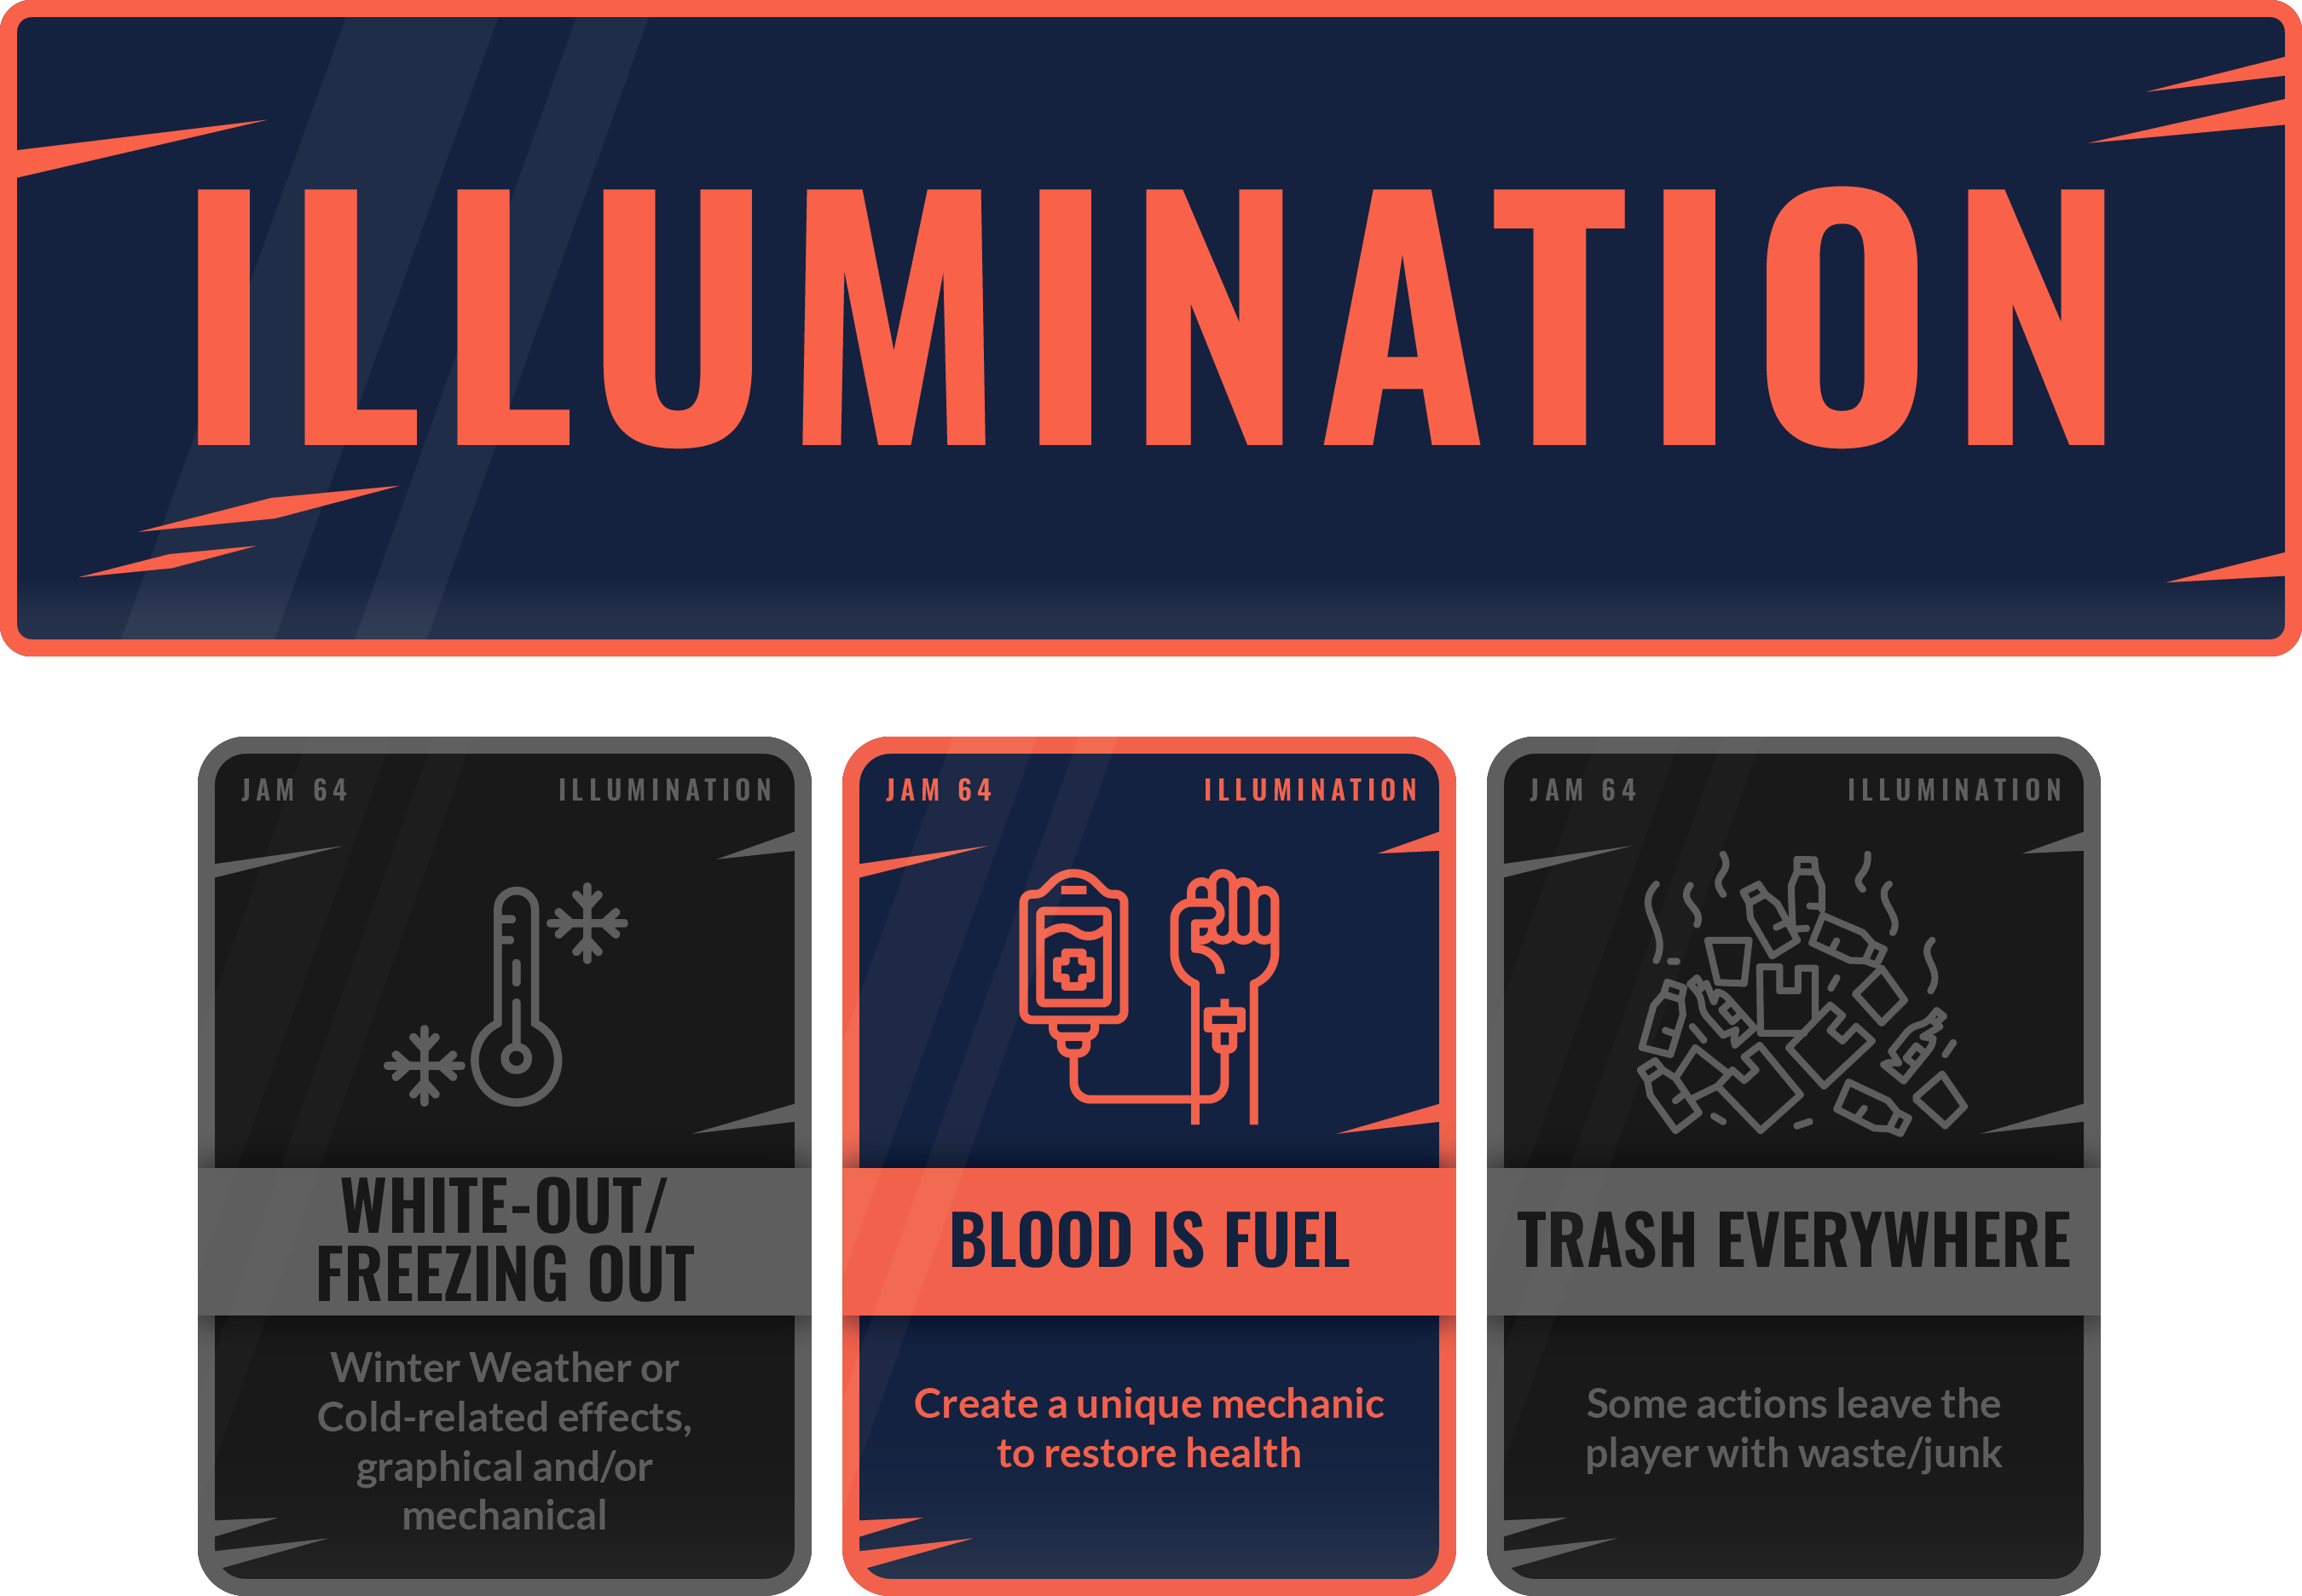 ILLUMINATION
JAM 64 ILLUMINATION
WHITE-OUT/
FREEZING OUT
Winter Weather or
Cold-related effects,
graphical and/or
mechanical
JAM 64 ILLUMINATION
BLOOD IS FUEL
Create a unique mechanic
to restore health
JAM 64 ILLUMINATION
TRASH EVERYWHERE
Some actions leave the
player with waste/junk